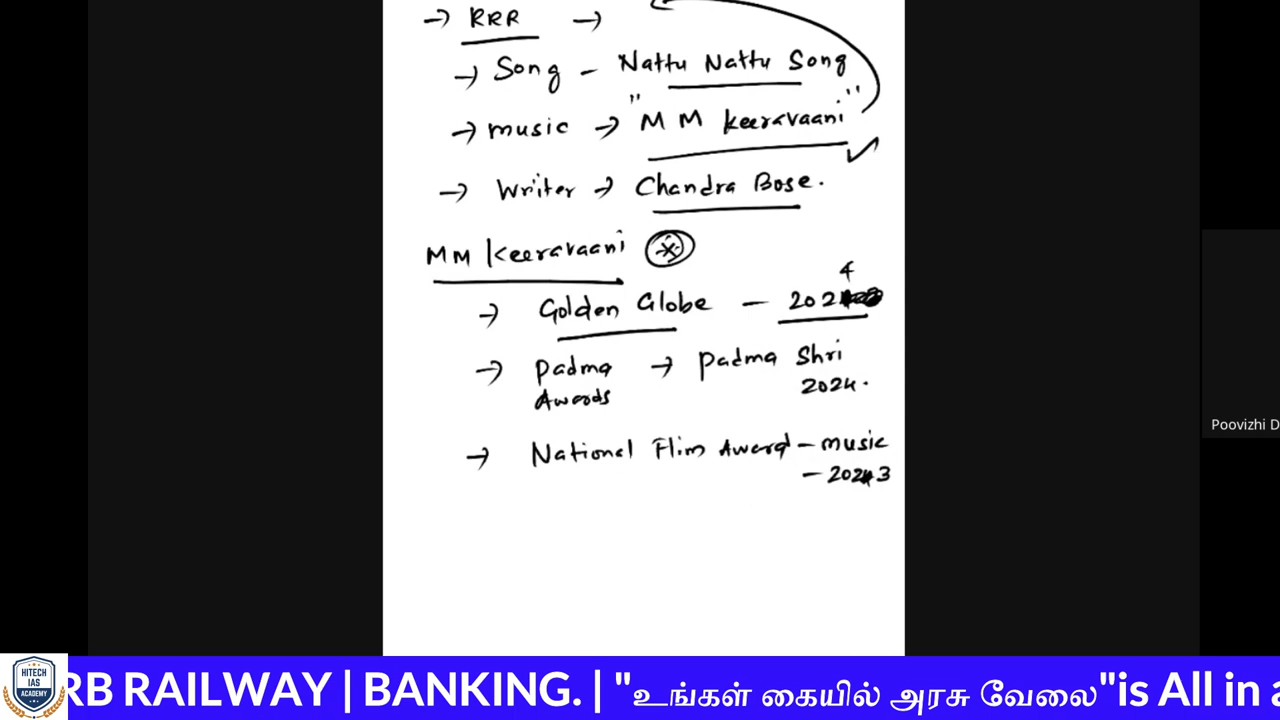 → RRR →
→ Song - Nattu Nattu Song
→ music → "M M Keeravaani"
→ Writer → Chandra Bose.
MM Keeravaani
→ Golden Globe - 2024
→ Padma Awards → Padma Shri 2024.
→ National Flim Award - music - 2023
Poovizhi D
HITECH IAS ACADEMY
RB RAILWAY | BANKING. | "உங்கள் கையில் அரசு வேலை"is All in a